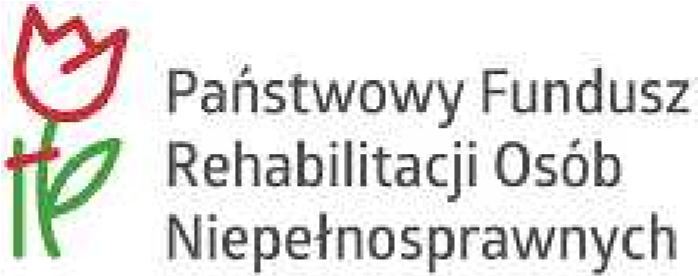 Państwowy Fundusz
Rehabilitacji Osób
Niepełnosprawnych